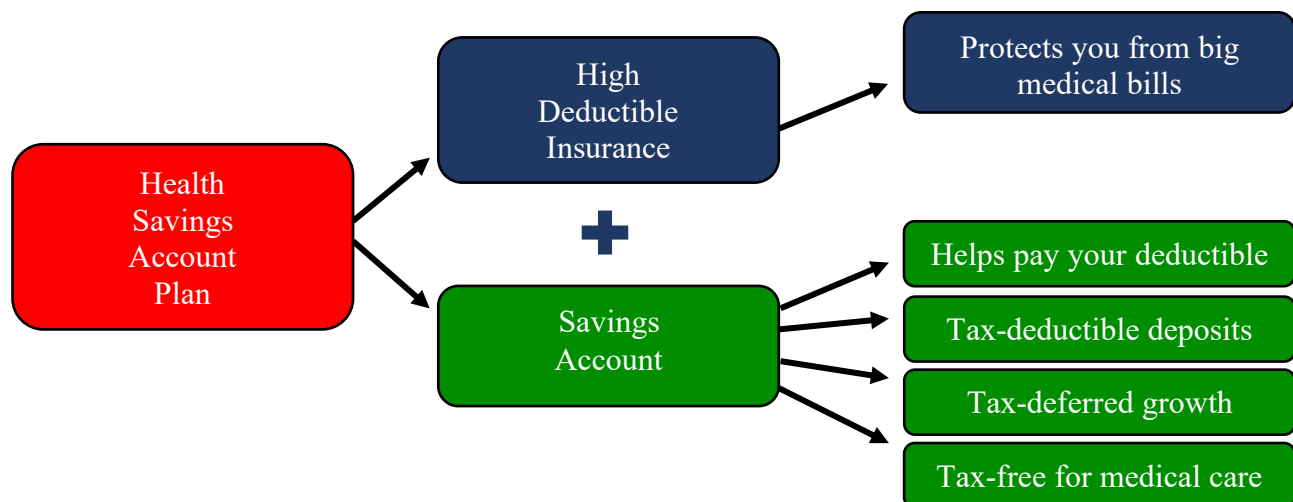 Health
Savings
Account
Plan
High
Deductible
Insurance
Protects you from big
medical bills
Savings
Account
Helps pay your deductible
Tax-deductible deposits
Tax-deferred growth
Tax-free for medical care